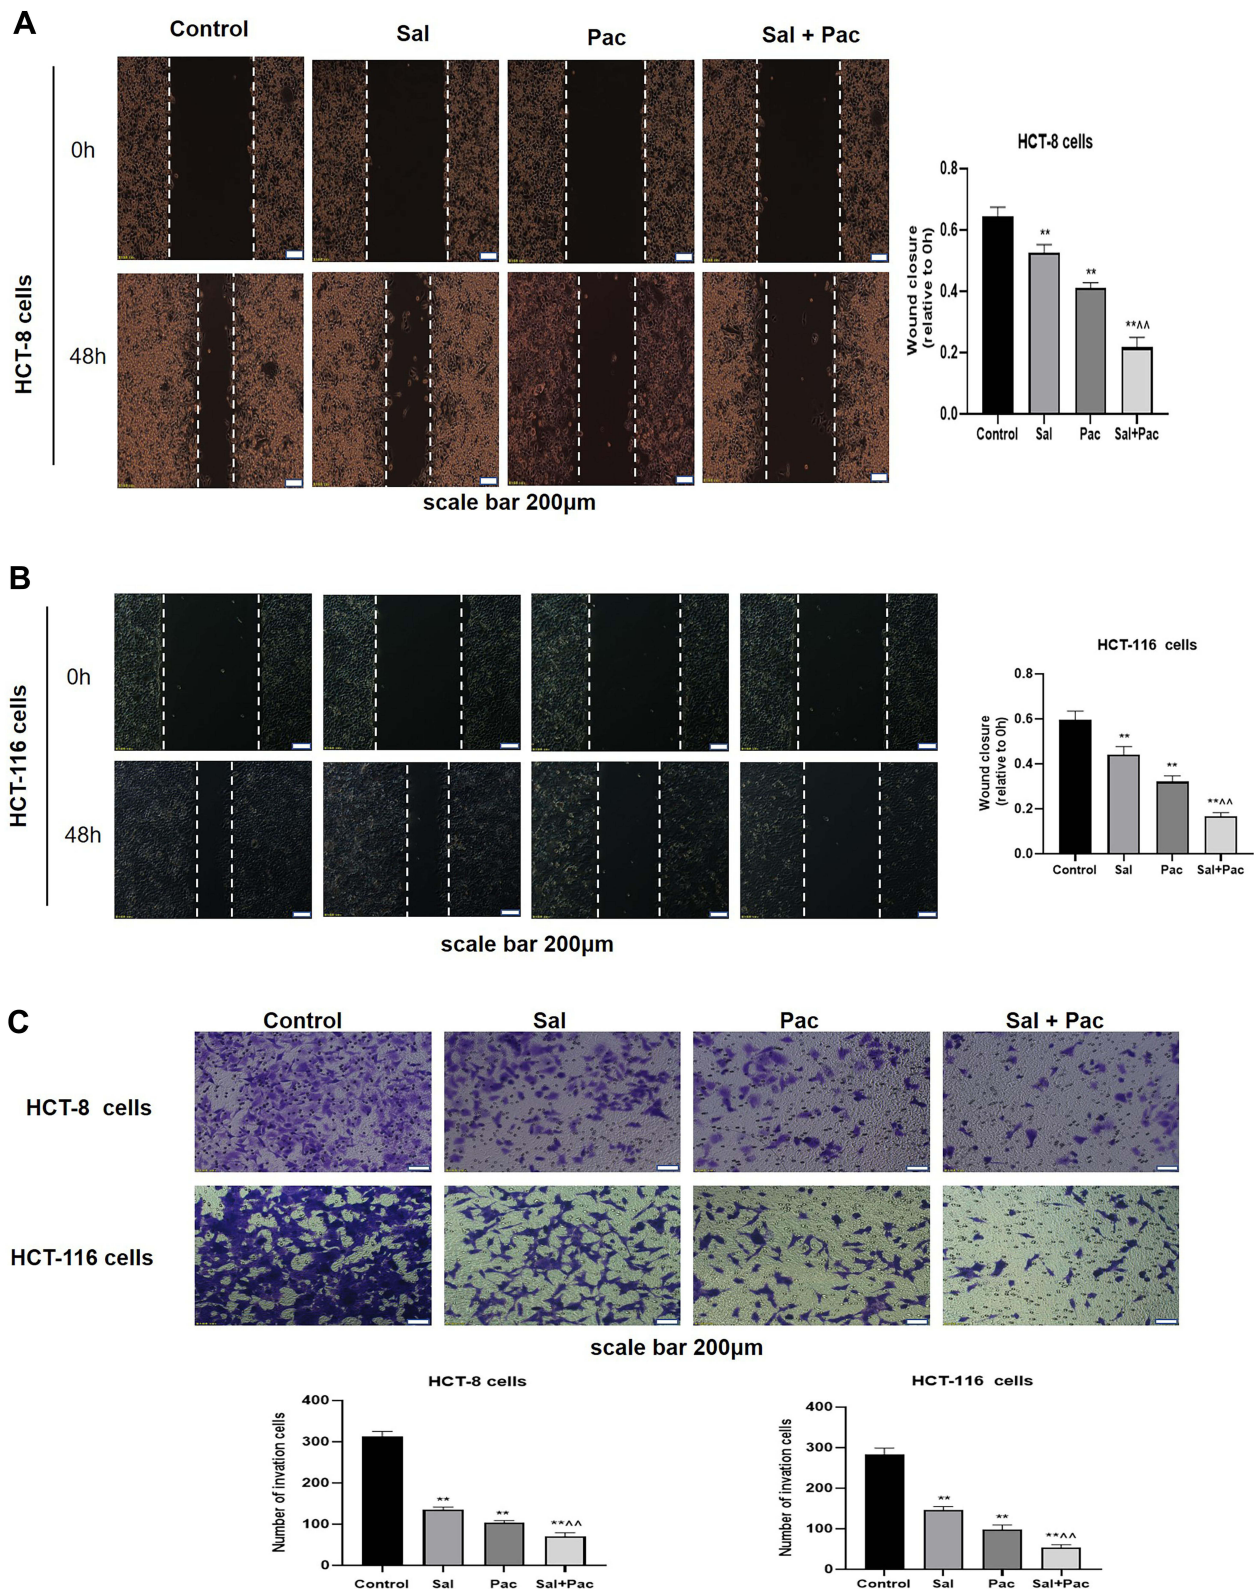 A
Control
Sal
Pac
Sal + Pac
0h
HCT-8 cells
48h
scale bar 200μm
HCT-8 cells
Wound closure
(relative to 0h)
0.8
0.6
0.4
0.2
0.0
**
**
**^^
Control
Sal
Pac
Sal+Pac
B
0h
HCT-116 cells
48h
scale bar 200μm
HCT-116 cells
Wound closure
(relative to 0h)
0.8
0.6
0.4
0.2
0.0
**
**
**^^
Control
Sal
Pac
Sal+Pac
C
Control
Sal
Pac
Sal + Pac
HCT-8 cells
HCT-116 cells
scale bar 200μm
HCT-8 cells
Number of invation cells
400
300
200
100
0
**
**
**^^
Control
Sal
Pac
Sal+Pac
HCT-116 cells
Number of invation cells
400
300
200
100
0
**
**
**^^
Control
Sal
Pac
Sal+Pac